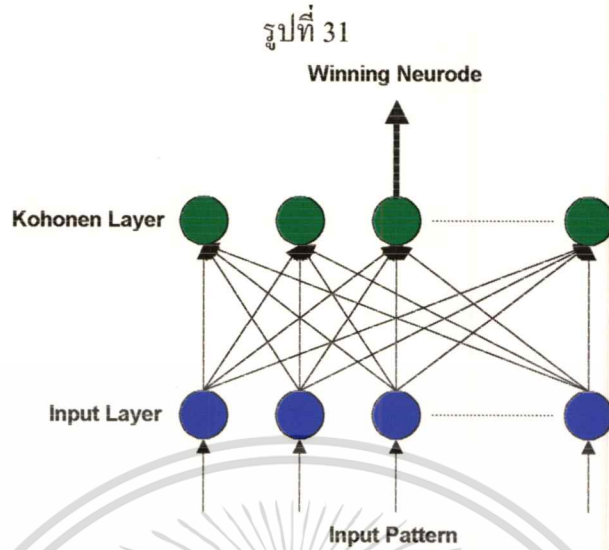 รูปที่ 31
Winning Neurode
Kohonen Layer
Input Layer
Input Pattern